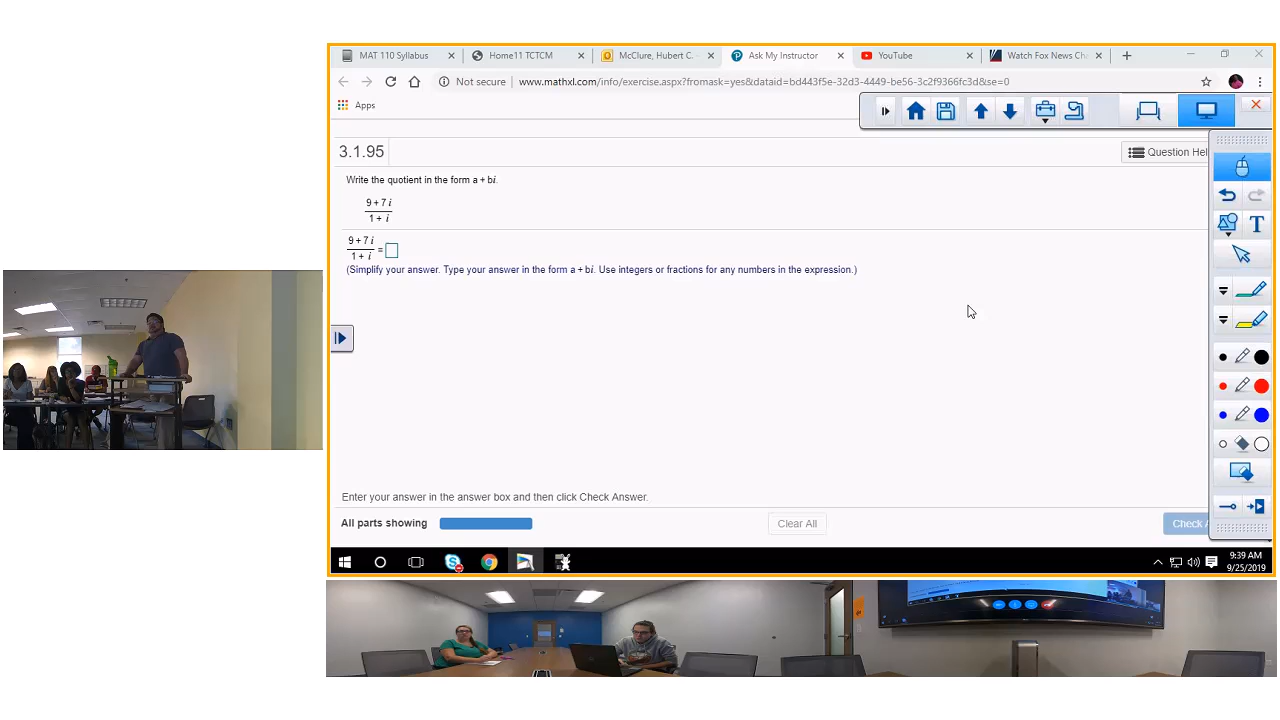 MAT 110 Syllabus
Home11 TCTCM
McClure, Hubert C.
Ask My Instructor
YouTube
Watch Fox News Cha
Not secure
www.mathxl.com/info/exercise.aspx?fromask=yes&dataid=bd443f5e-32d3-4449-be56-3c2f9366fc3d&se=0
Apps
3.1.95
Question Hel
Write the quotient in the form a + bi.
9 + 7 i
1 + i
9 + 7 i
1 + i
=
(Simplify your answer. Type your answer in the form a + bi. Use integers or fractions for any numbers in the expression.)
T
Enter your answer in the answer box and then click Check Answer.
All parts showing
Clear All
Check A
9:39 AM
9/25/2019